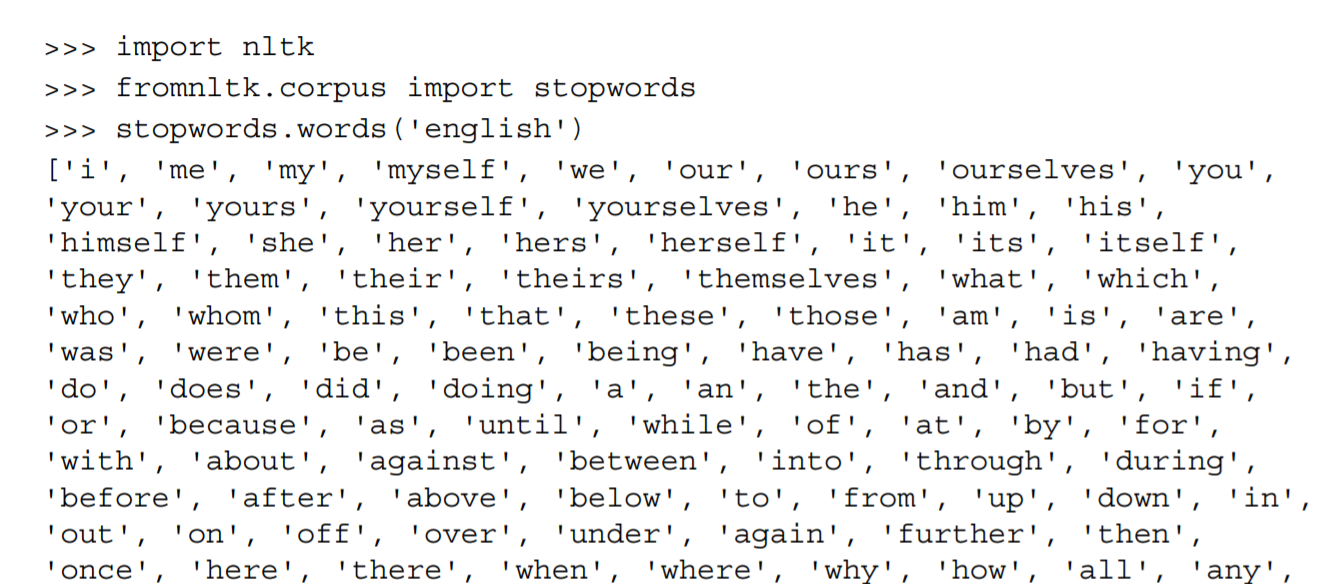 >>> import nltk
>>> fromnltk.corpus import stopwords
>>> stopwords.words('english')
['i', 'me', 'my', 'myself', 'we', 'our', 'ours', 'ourselves', 'you',
'your', 'yours', 'yourself', 'yourselves', 'he', 'him', 'his',
'himself', 'she', 'her', 'hers', 'herself', 'it', 'its', 'itself',
'they', 'them', 'their', 'theirs', 'themselves', 'what', 'which',
'who', 'whom', 'this', 'that', 'these', 'those', 'am', 'is', 'are',
'was', 'were', 'be', 'been', 'being', 'have', 'has', 'had', 'having',
'do', 'does', 'did', 'doing', 'a', 'an', 'the', 'and', 'but', 'if',
'or', 'because', 'as', 'until', 'while', 'of', 'at', 'by', 'for',
'with', 'about', 'against', 'between', 'into', 'through', 'during',
'before', 'after', 'above', 'below', 'to', 'from', 'up', 'down', 'in',
'out', 'on', 'off', 'over', 'under', 'again', 'further', 'then',
'once', 'here', 'there', 'when', 'where', 'why', 'how', 'all', 'any',